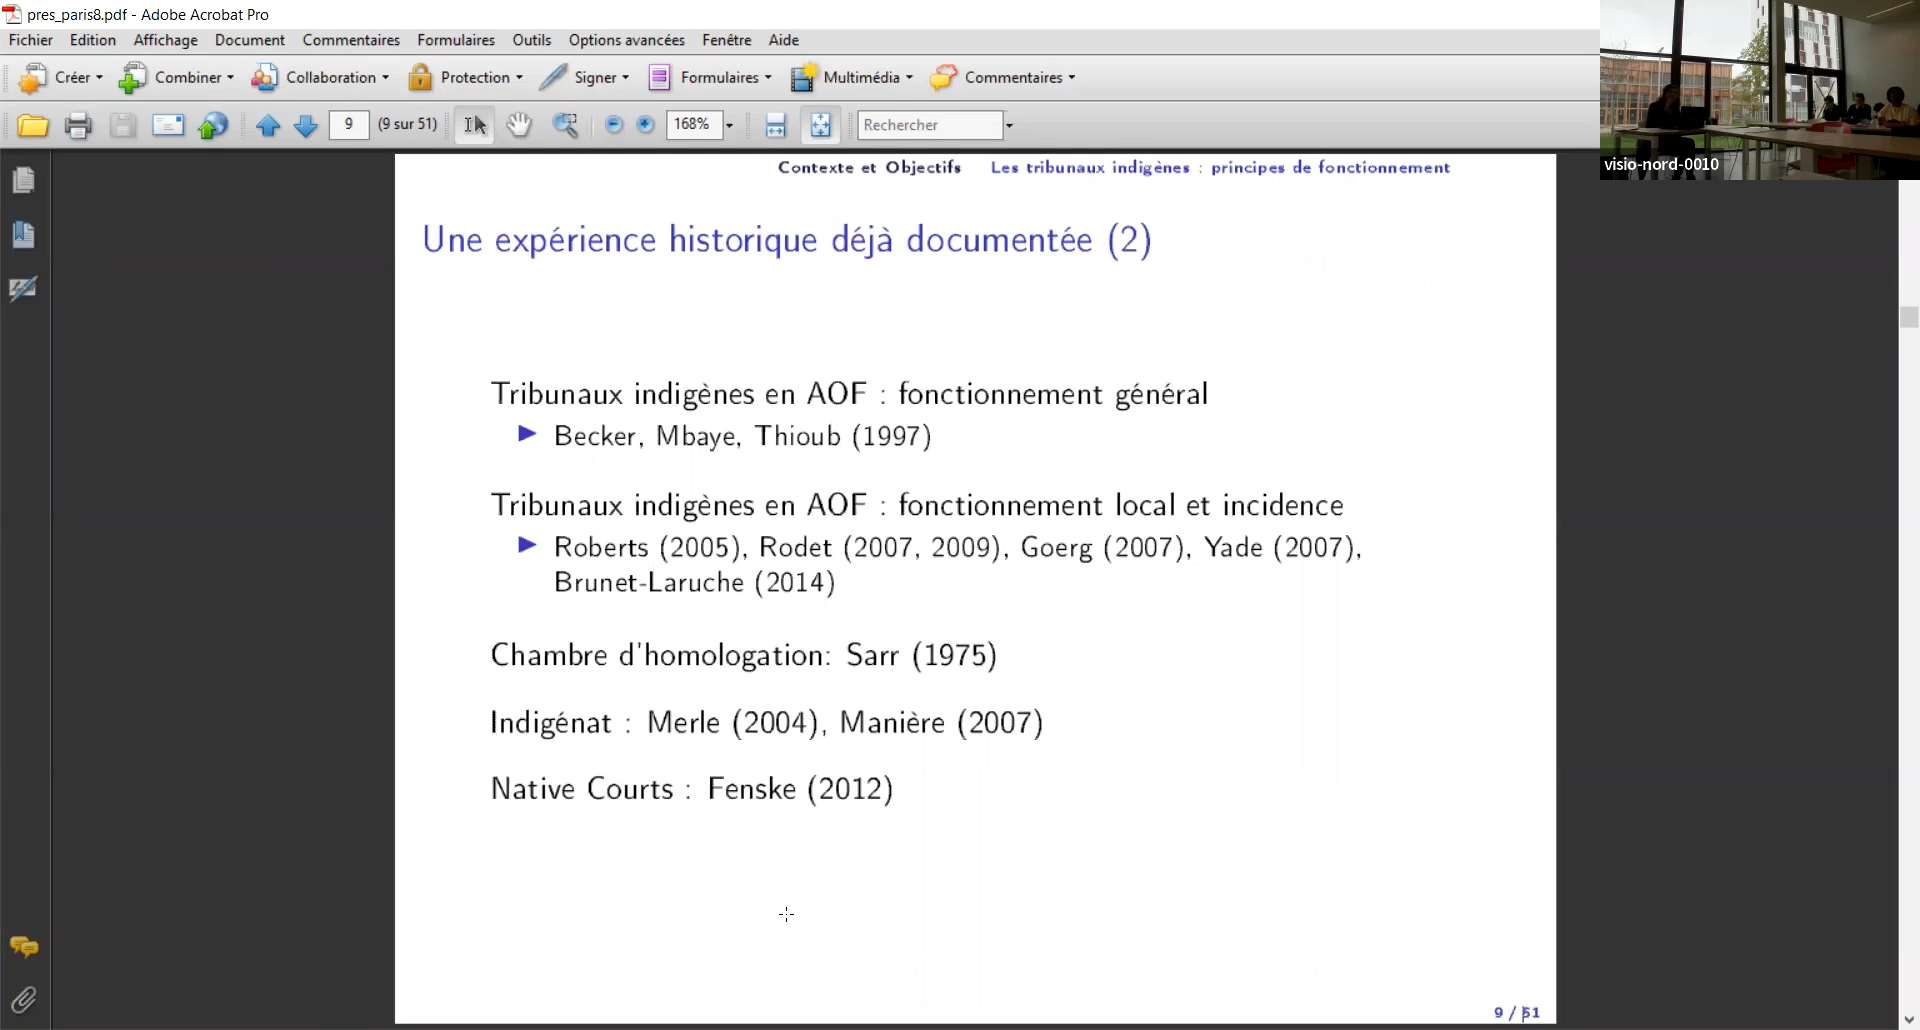 pres_paris8.pdf - Adobe Acrobat Pro
Fichier Edition Affichage Document Commentaires Formulaires Outils Options avancées Fenêtre Aide
Créer Combiner Collaboration Protection Signer Formulaires Multimédia Commentaires
9 (9 sur 51) 168% Rechercher
visio-nord-0010
Contexte et Objectifs Les tribunaux indigènes : principes de fonctionnement
Une expérience historique déjà documentée (2)
Tribunaux indigènes en AOF : fonctionnement général
Becker, Mbaye, Thioub (1997)
Tribunaux indigènes en AOF : fonctionnement local et incidence
Roberts (2005), Rodet (2007, 2009), Goerg (2007), Yade (2007),
Brunet-Laruche (2014)
Chambre d'homologation: Sarr (1975)
Indigénat : Merle (2004), Manière (2007)
Native Courts : Fenske (2012)
9 / 51